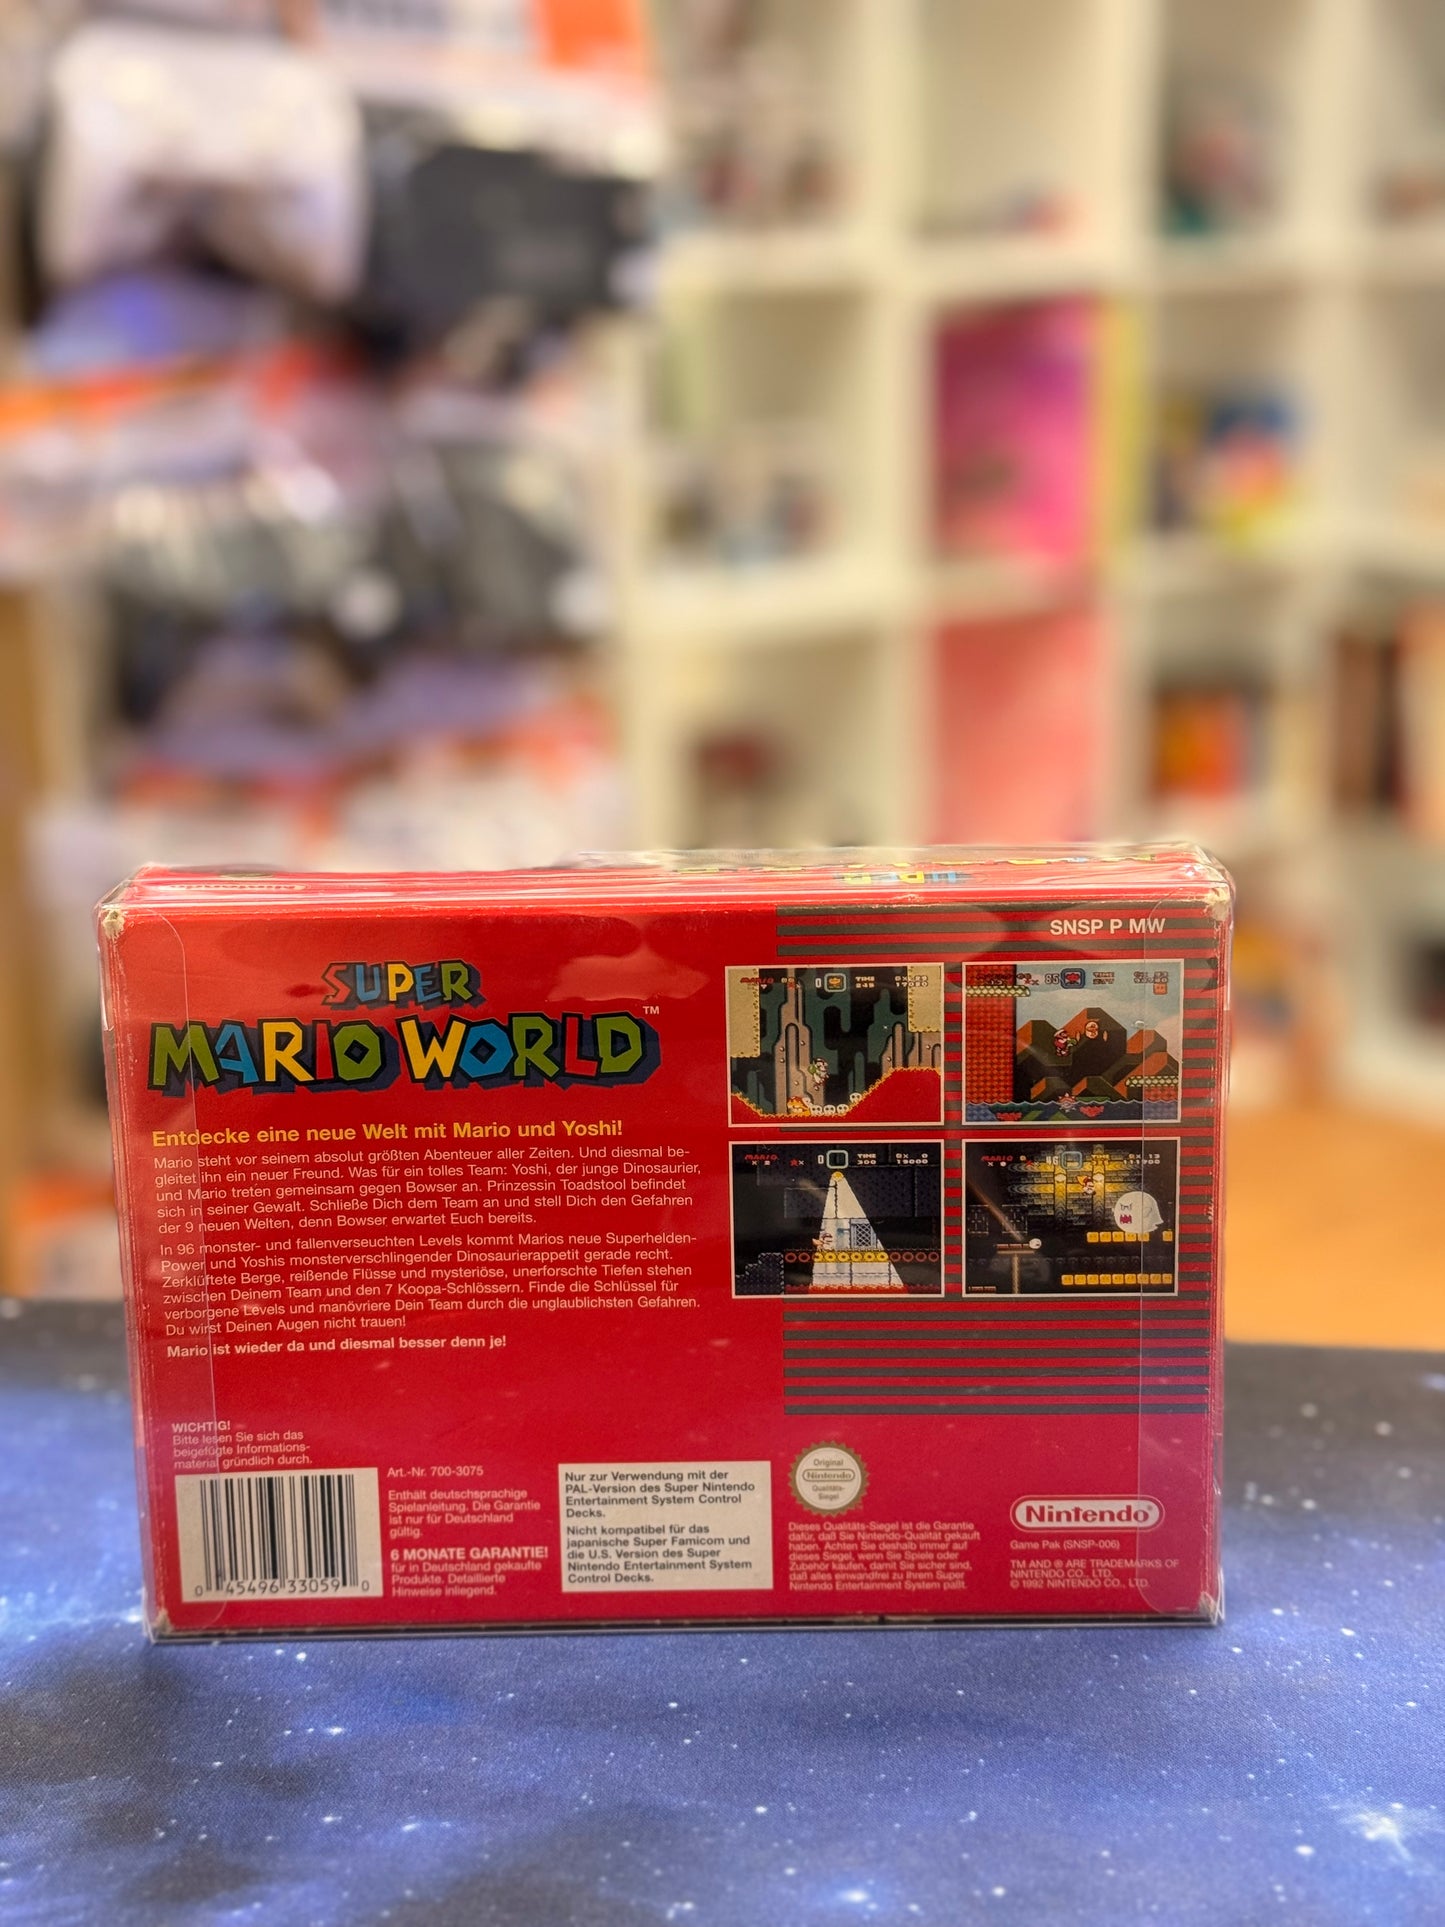 SNSP P MW
SUPER
MARIO WORLD™
Entdecke eine neue Welt mit Mario und Yoshi!
Mario steht vor seinem absolut größten Abenteuer aller Zeiten. Und diesmal be-
gleitet ihn ein neuer Freund. Was für ein tolles Team: Yoshi, der junge Dinosaurier,
und Mario treten gemeinsam gegen Bowser an. Prinzessin Toadstool befindet
sich in seiner Gewalt. Schließe Dich dem Team an und stell Dich den Gefahren
der 9 neuen Welten, denn Bowser erwartet Euch bereits.
In 96 monster- und fallenverseuchten Levels kommt Marios neue Superhelden-
Power und Yoshis monsterverschlingender Dinosaurierappetit gerade recht.
Zerklüftete Berge, reißende Flüsse und mysteriöse, unerforschte Tiefen stehen
zwischen Deinem Team und den 7 Koopa-Schlössern. Finde die Schlüssel für
verborgene Levels und manövriere Dein Team durch die unglaublichsten Gefahren.
Du wirst Deinen Augen nicht trauen!
Mario ist wieder da und diesmal besser denn je!
WICHTIG!
Bitte lesen Sie sich das
beigefügte Informations-
material gründlich durch.
0 45496 33059 0
Art.-Nr. 700-3075
Enthält deutschsprachige
Spielanleitung. Die Garantie
ist nur für Deutschland
gültig.
6 MONATE GARANTIE!
für in Deutschland gekaufte
Produkte. Detaillierte
Hinweise inliegend.
Nur zur Verwendung mit der
PAL-Version des Super Nintendo
Entertainment System Control
Decks.
Nicht kompatibel für das
japanische Super Famicom und
die U.S. Version des Super
Nintendo Entertainment System
Control Decks.
Original
Nintendo
Qualitäts-
Siegel
Dieses Qualitäts-Siegel ist die Garantie
dafür, daß Sie Nintendo-Qualität gekauft
haben. Achten Sie deshalb immer auf
dieses Siegel, wenn Sie Spiele oder
Zubehör kaufen, damit Sie sicher sind,
daß alles einwandfrei zu Ihrem Super
Nintendo Entertainment System paßt.
Nintendo®
Game Pak (SNSP-006)
TM AND ® ARE TRADEMARKS OF
NINTENDO CO., LTD.
© 1992 NINTENDO CO., LTD.